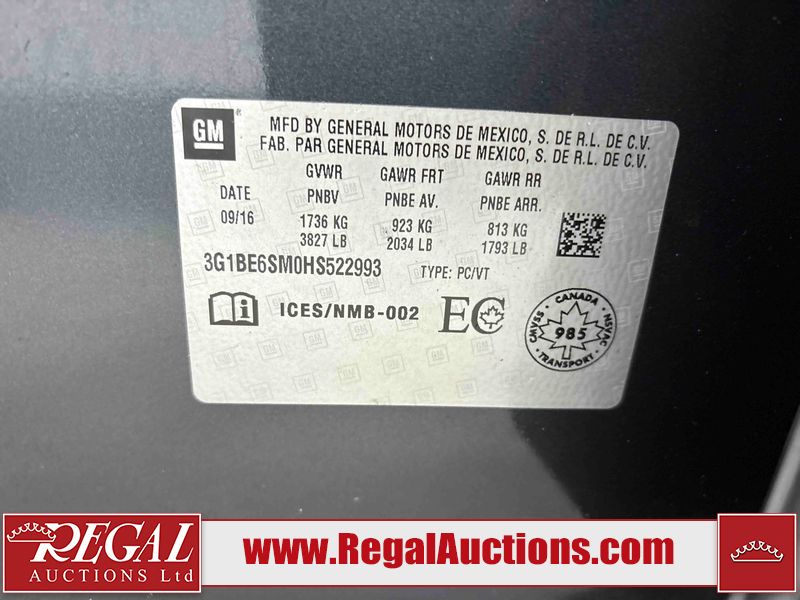 GM
MFD BY GENERAL MOTORS DE MEXICO, S. DE R.L. DE C.V.
FAB. PAR GENERAL MOTORS DE MEXICO, S. DE R.L. DE C.V.
GVWR GAWR FRT GAWR RR
DATE PNBV PNBE AV. PNBE ARR.
09/16 1736 KG 923 KG 813 KG
3827 LB 2034 LB 1793 LB
3G1BE6SM0HS522993 TYPE: PC/VT
ICES/NMB-002 EC
CANADA
CMVSS 985 NSVAC
TRANSPORT
REGAL
AUCTIONS Ltd
www.RegalAuctions.com